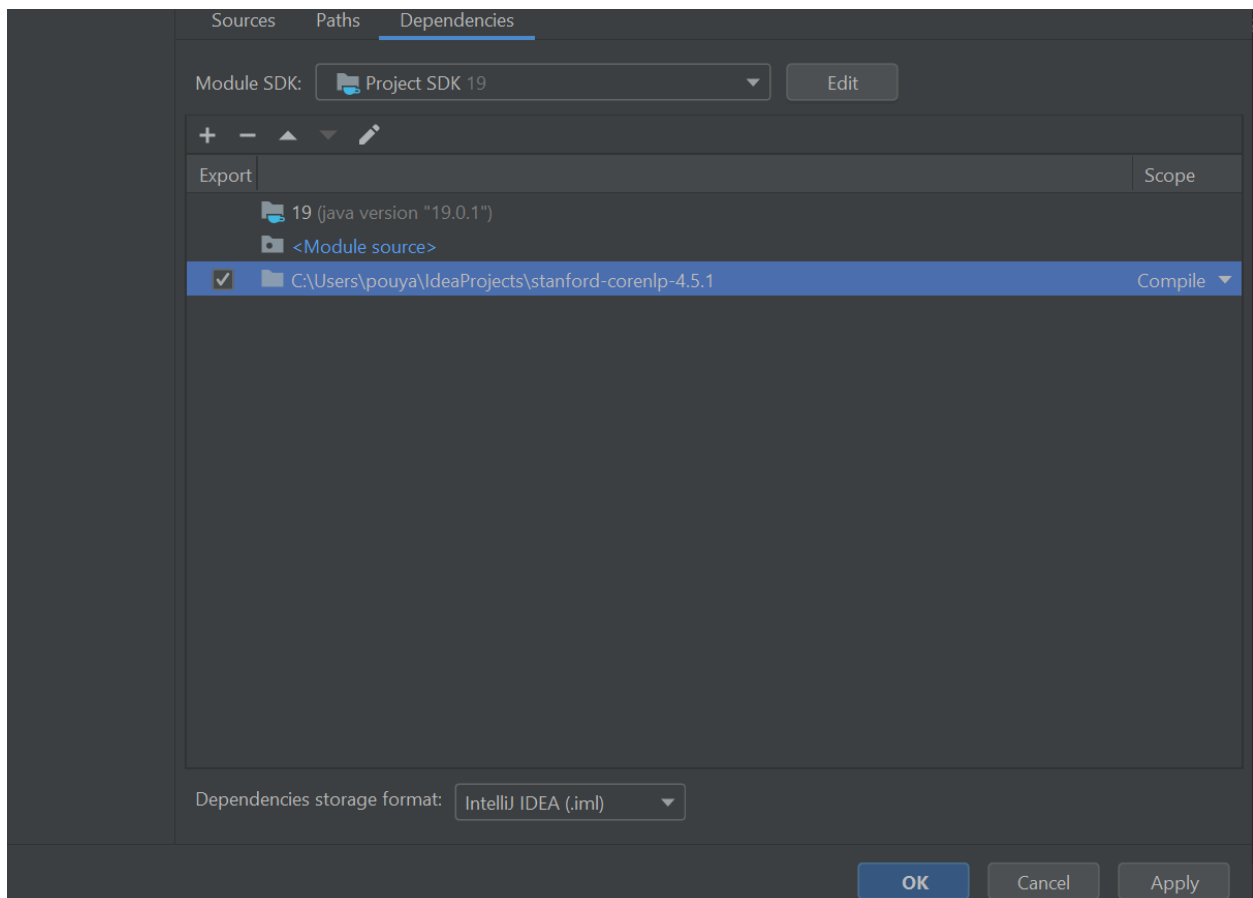 Sources Paths Dependencies
Module SDK: Project SDK 19 Edit
Export Scope
19 (java version "19.0.1")
<Module source>
C:\Users\pouya\IdeaProjects\stanford-corenlp-4.5.1 Compile
Dependencies storage format: IntelliJ IDEA (.iml)
OK Cancel Apply